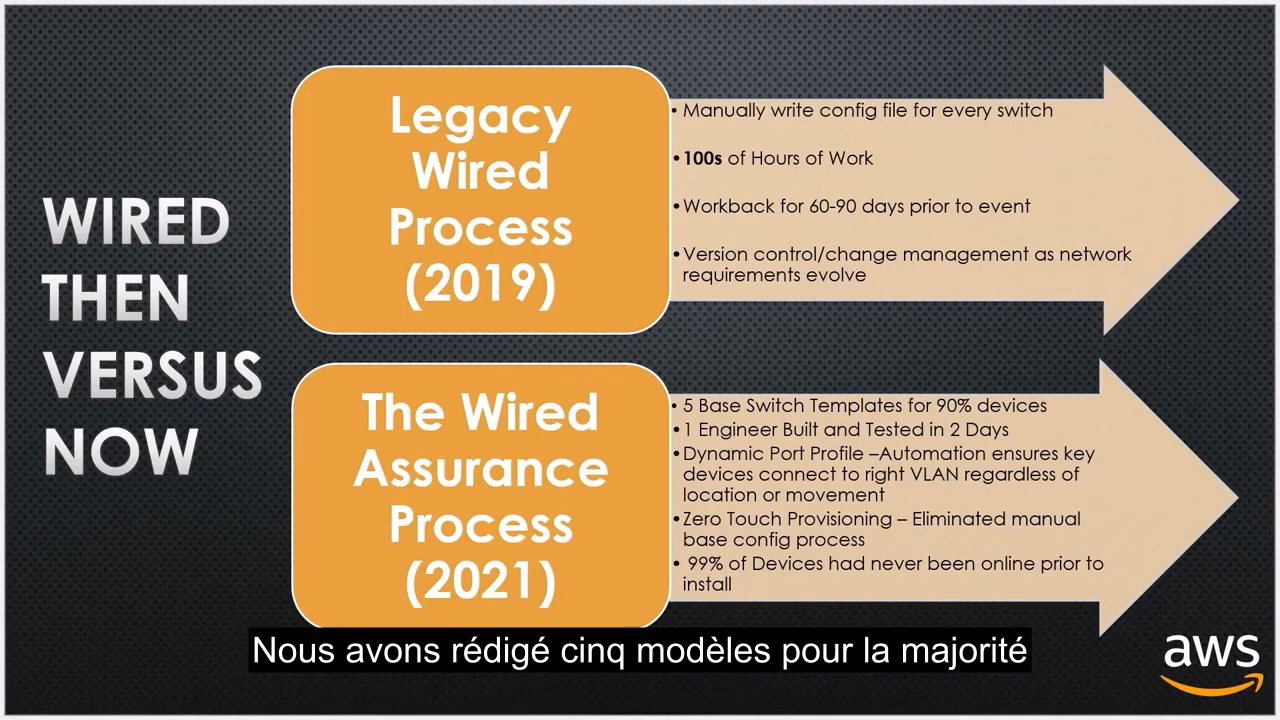 WIRED
THEN
VERSUS
NOW
Legacy
Wired
Process
(2019)
• Manually write config file for every switch
• 100s of Hours of Work
• Workback for 60-90 days prior to event
• Version control/change management as network
requirements evolve
The Wired
Assurance
Process
(2021)
• 5 Base Switch Templates for 90% devices
• 1 Engineer Built and Tested in 2 Days
• Dynamic Port Profile –Automation ensures key
devices connect to right VLAN regardless of
location or movement
• Zero Touch Provisioning – Eliminated manual
base config process
• 99% of Devices had never been online prior to
install
Nous avons rédigé cinq modèles pour la majorité
aws